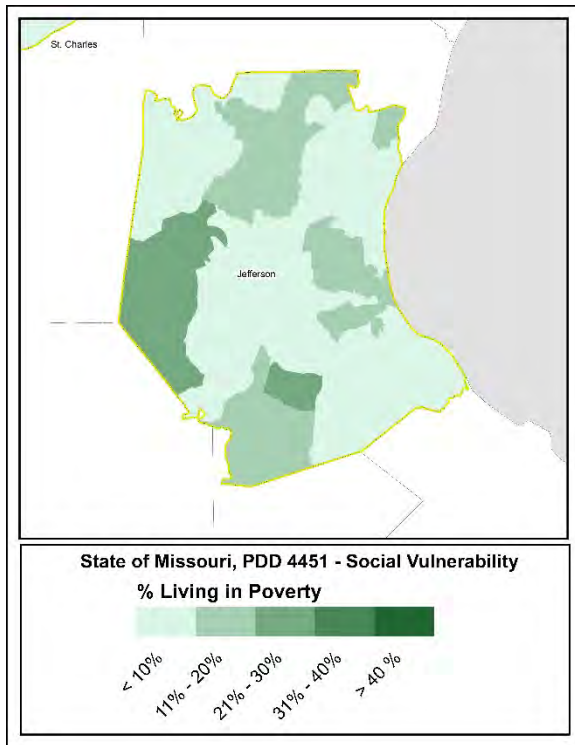 St. Charles
Jefferson
State of Missouri, PDD 4451 - Social Vulnerability
% Living in Poverty
< 10%
11% - 20%
21% - 30%
31% - 40%
> 40 %